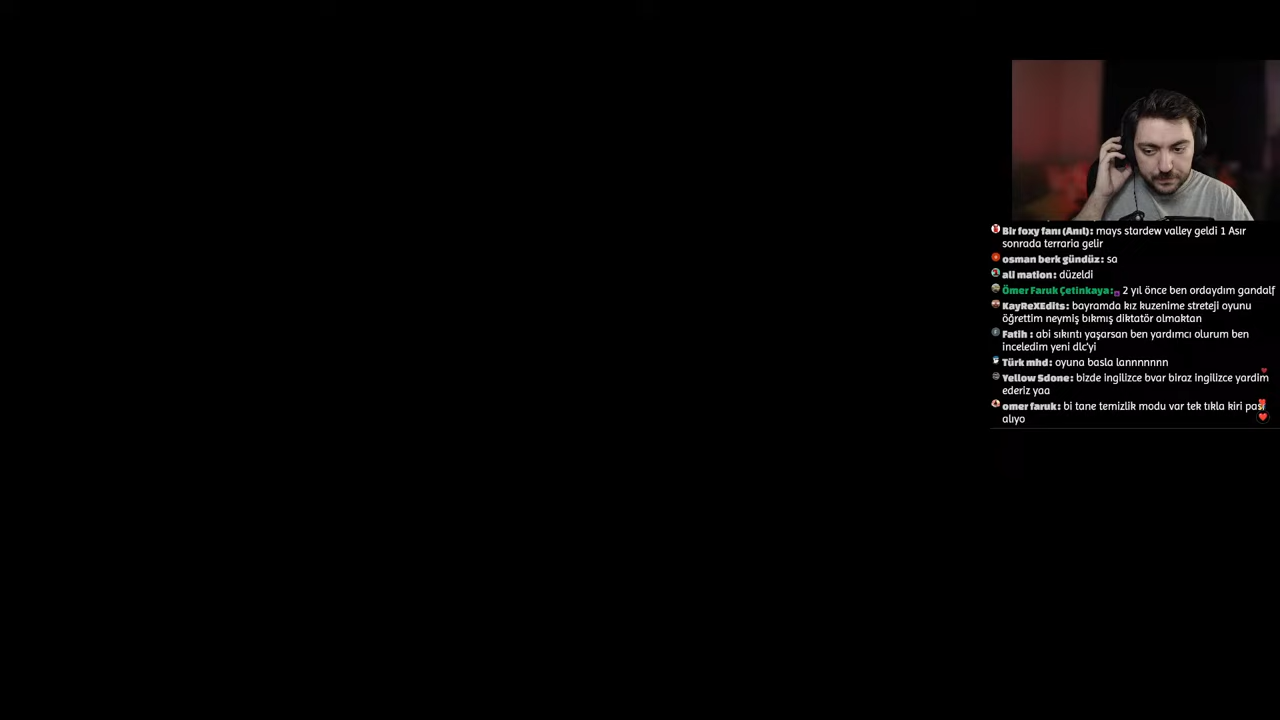 Bir foxy fanı (Anıl): mays stardew valley geldi 1 Asır
sonrada terraria gelir
osman berk gündüz: sa
ali mation: düzeldi
Ömer Faruk Çetinkaya: 2 yıl önce ben ordaydım gandalf
KayReXEdits: bayramda kız kuzenime streteji oyunu
öğrettim neymiş bıkmış diktatör olmaktan
Fatih : abi sıkıntı yaşarsan ben yardımcı olurum ben
inceledim yeni dlc'yi
Türk mhd: oyuna basla lannnnnnn
Yellow Sdone: bizde ingilizce bvar biraz ingilizce yardim
ederiz yaa
omer faruk: bi tane temizlik modu var tek tıkla kiri pası
alıyo